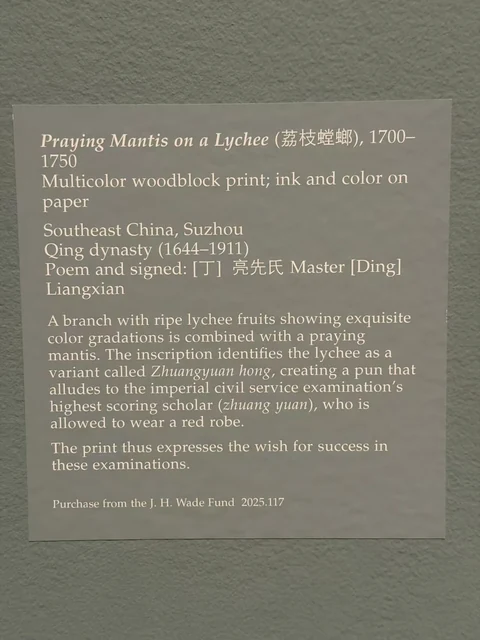 Praying Mantis on a Lychee (荔枝螳螂), 1700–
1750
Multicolor woodblock print; ink and color on
paper
Southeast China, Suzhou
Qing dynasty (1644–1911)
Poem and signed: [丁] 亮先氏 Master [Ding]
Liangxian
A branch with ripe lychee fruits showing exquisite
color gradations is combined with a praying
mantis. The inscription identifies the lychee as a
variant called Zhuangyuan hong, creating a pun that
alludes to the imperial civil service examination's
highest scoring scholar (zhuang yuan), who is
allowed to wear a red robe.
The print thus expresses the wish for success in
these examinations.
Purchase from the J. H. Wade Fund 2025.117